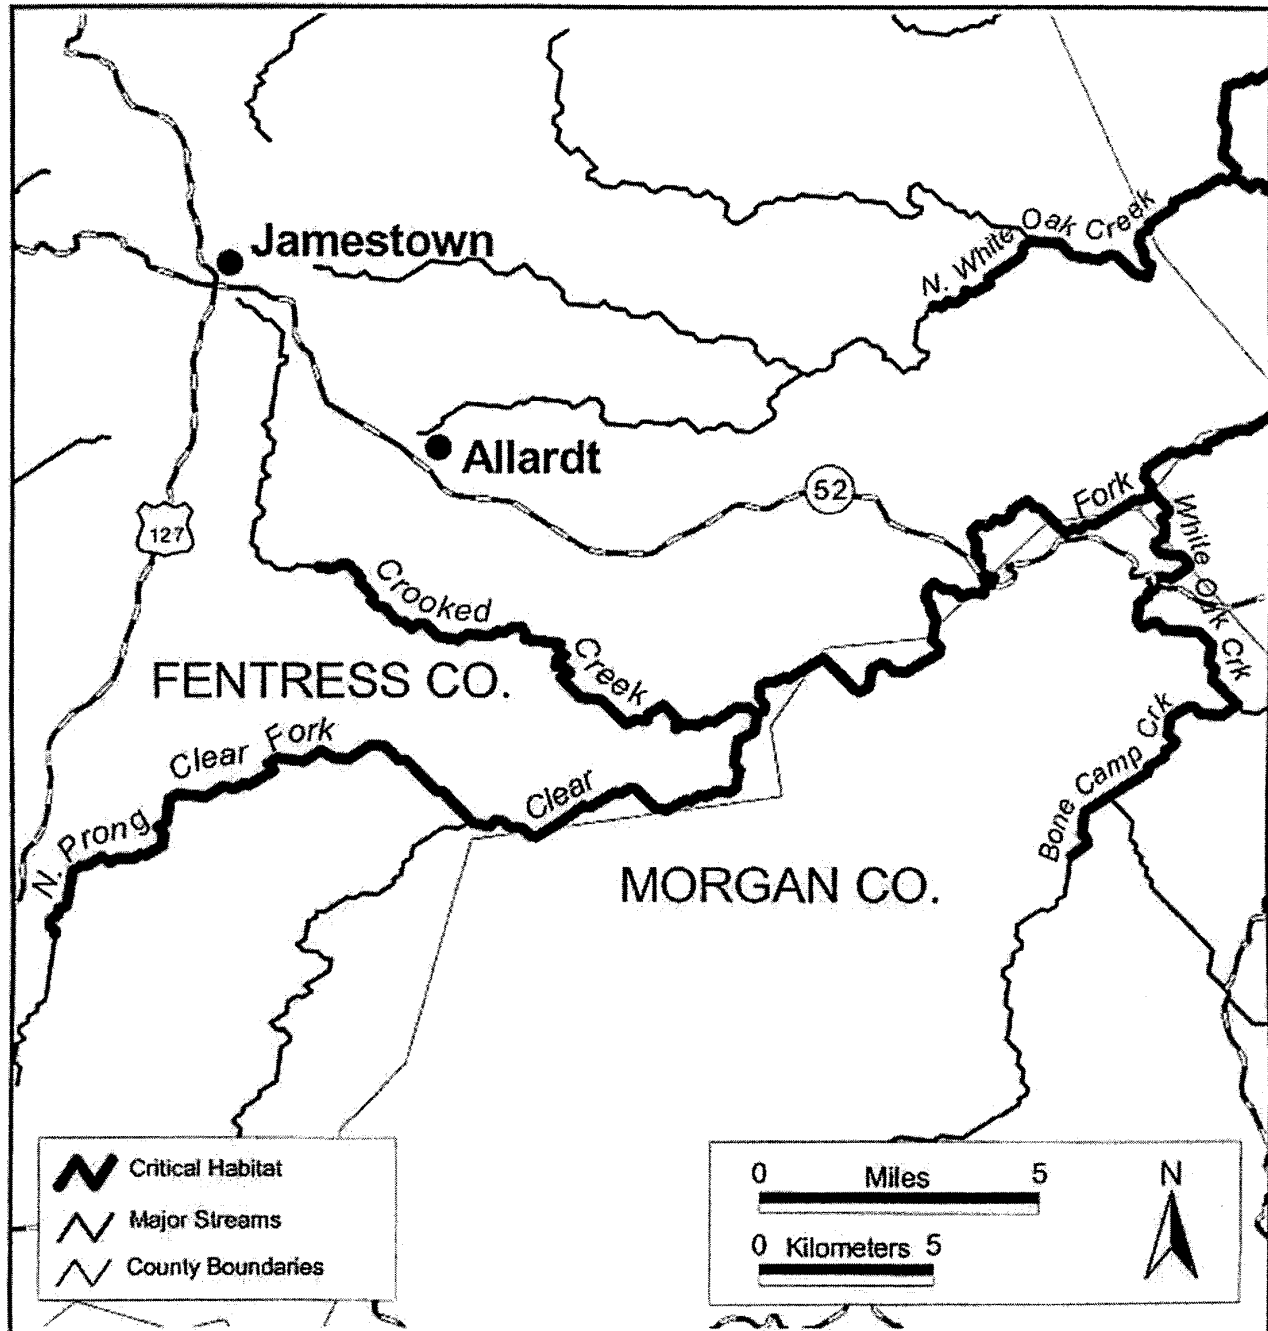 Jamestown
N. White Oak Creek
Allardt
52
Fork
127
White Oak Crk
Crooked
Creek
FENTRESS CO.
N. Prong
Clear Fork
Clear
Bone Camp Crk
MORGAN CO.
Critical Habitat
Major Streams
County Boundaries
0 Miles 5
0 Kilometers 5
N